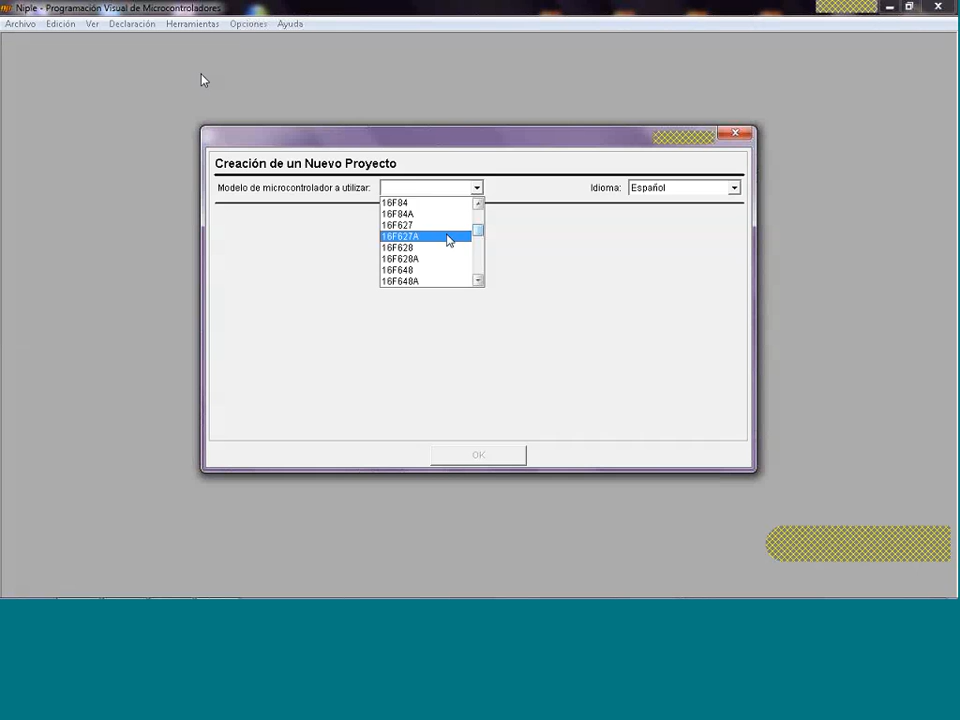 Niple - Programación Visual de Microcontroladores
Archivo Edición Ver Declaración Herramientas Opciones Ayuda
Creación de un Nuevo Proyecto
Modelo de microcontrolador a utilizar: Idioma: Español
16F84
16F84A
16F627
16F627A
16F628
16F628A
16F648
16F648A
OK